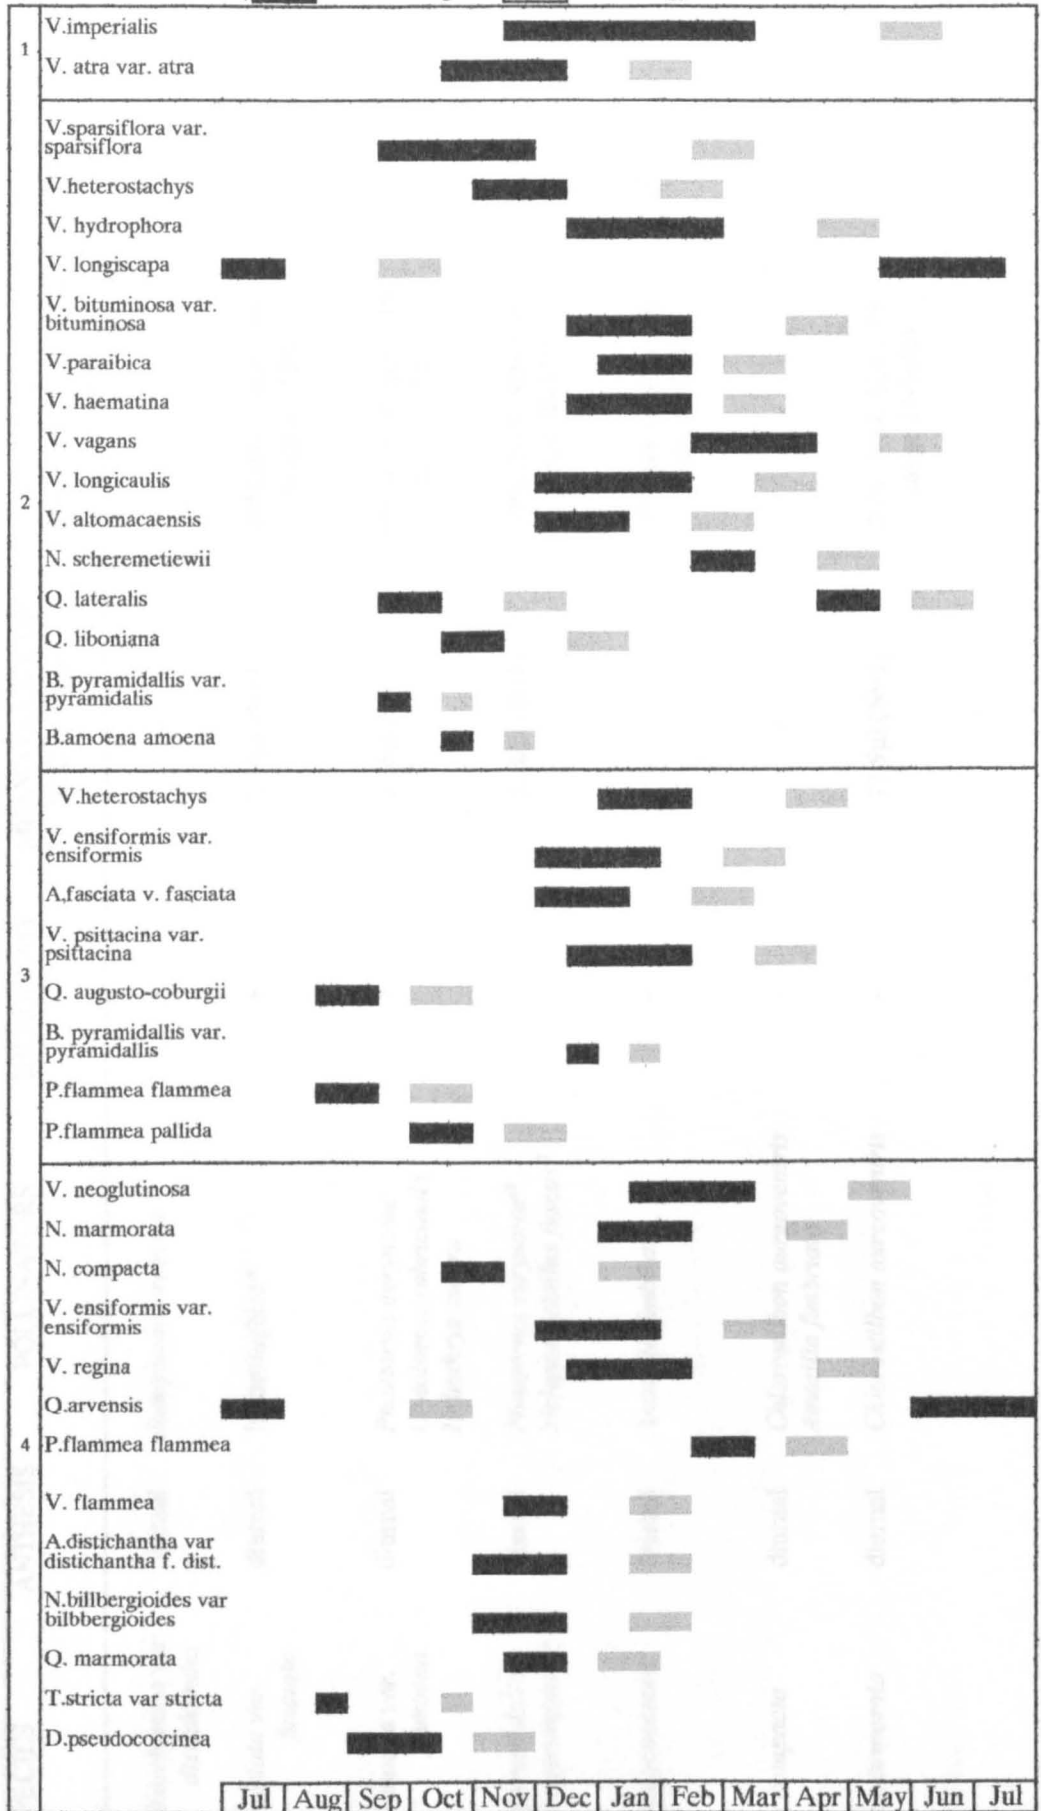 1
V.imperialis
V. atra var. atra
V.sparsiflora var.
sparsiflora
V.heterostachys
V. hydrophora
V. longiscapa
V. bituminosa var.
bituminosa
V.paraibica
V. haematina
V. vagans
V. longicaulis
2
V. altomacaensis
N. scheremetiewii
Q. lateralis
Q. liboniana
B. pyramidallis var.
pyramidalis
B.amoena amoena
V.heterostachys
V. ensiformis var.
ensiformis
A,fasciata v. fasciata
V. psittacina var.
psittacina
3
Q. augusto-coburgii
B. pyramidallis var.
pyramidallis
P.flammea flammea
P.flammea pallida
V. neoglutinosa
N. marmorata
N. compacta
V. ensiformis var.
ensiformis
V. regina
Q.arvensis
4
P.flammea flammea
V. flammea
A.distichantha var
distichantha f. dist.
N.billbergioides var
bilbbergioides
Q. marmorata
T.stricta var stricta
D.pseudococcinea
Jul Aug Sep Oct Nov Dec Jan Feb Mar Apr May Jun Jul